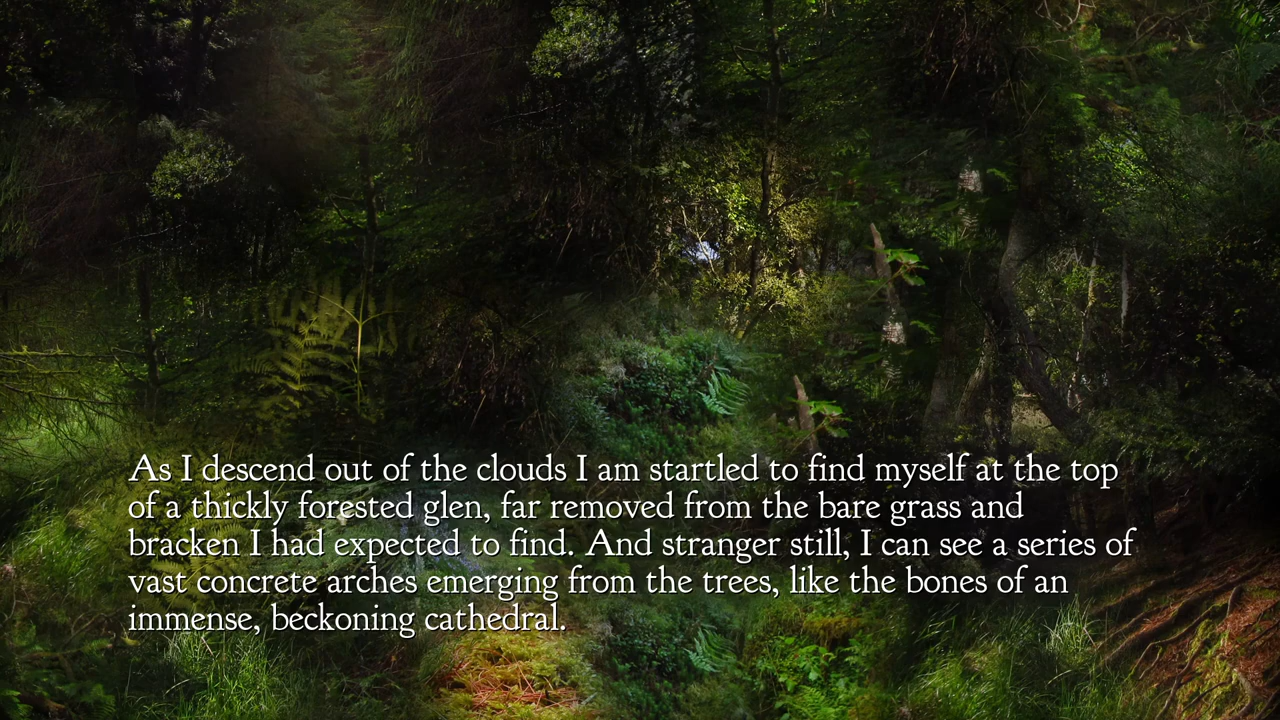 As I descend out of the clouds I am startled to find myself at the top
of a thickly forested glen, far removed from the bare grass and
bracken I had expected to find. And stranger still, I can see a series of
vast concrete arches emerging from the trees, like the bones of an
immense, beckoning cathedral.